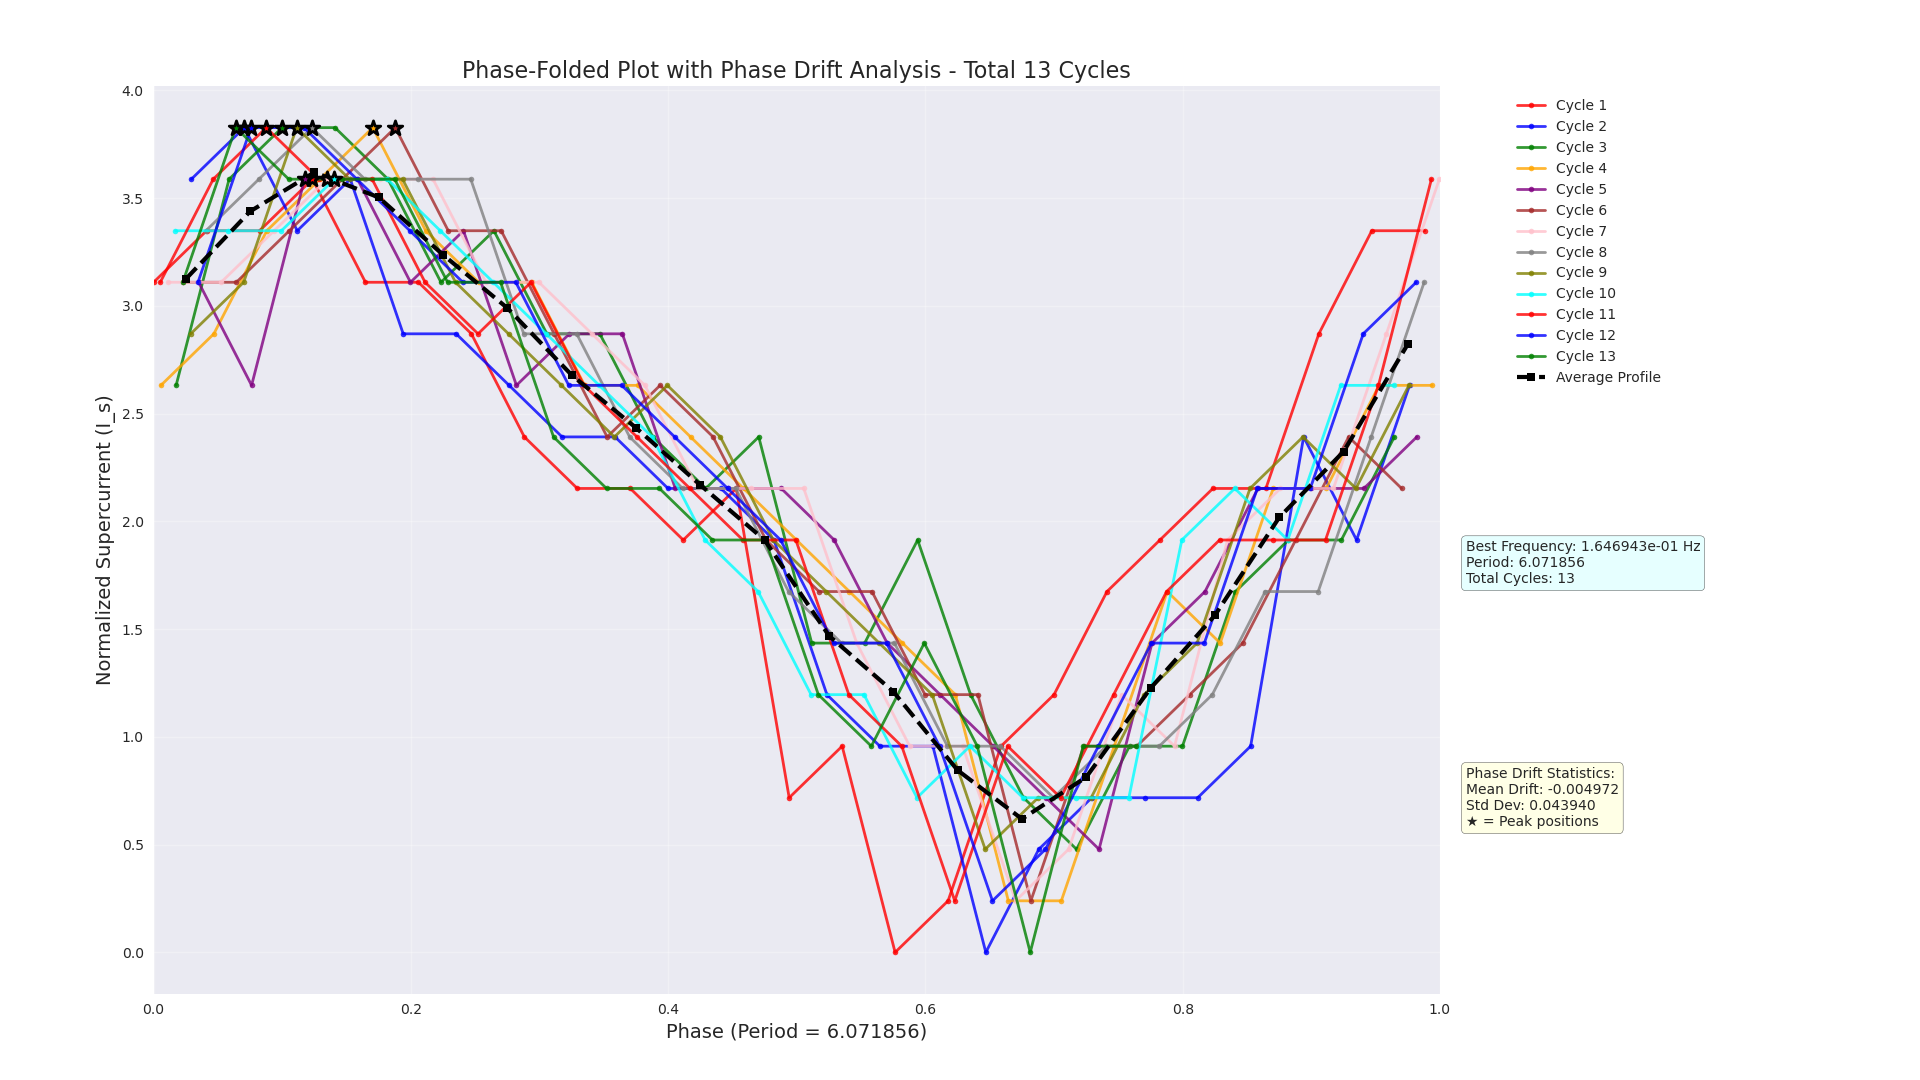 Phase-Folded Plot with Phase Drift Analysis - Total 13 Cycles
Normalized Supercurrent (I_s)
4.0
3.5
3.0
2.5
2.0
1.5
1.0
0.5
0.0
0.0 0.2 0.4 0.6 0.8 1.0
Phase (Period = 6.071856)
Cycle 1
Cycle 2
Cycle 3
Cycle 4
Cycle 5
Cycle 6
Cycle 7
Cycle 8
Cycle 9
Cycle 10
Cycle 11
Cycle 12
Cycle 13
Average Profile
Best Frequency: 1.646943e-01 Hz
Period: 6.071856
Total Cycles: 13
Phase Drift Statistics:
Mean Drift: -0.004972
Std Dev: 0.043940
★ = Peak positions